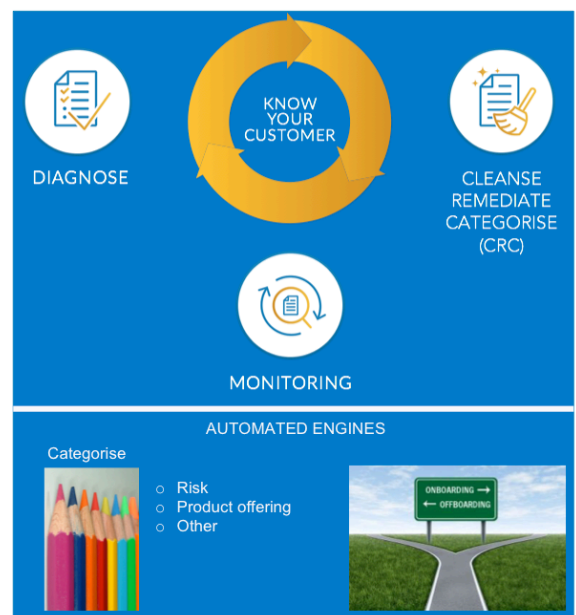 KNOW
YOUR
CUSTOMER
DIAGNOSE
CLEANSE
REMEDIATE
CATEGORISE
(CRC)
MONITORING
AUTOMATED ENGINES
Categorise
Risk
Product offering
Other
ONBOARDING →
← OFFBOARDING